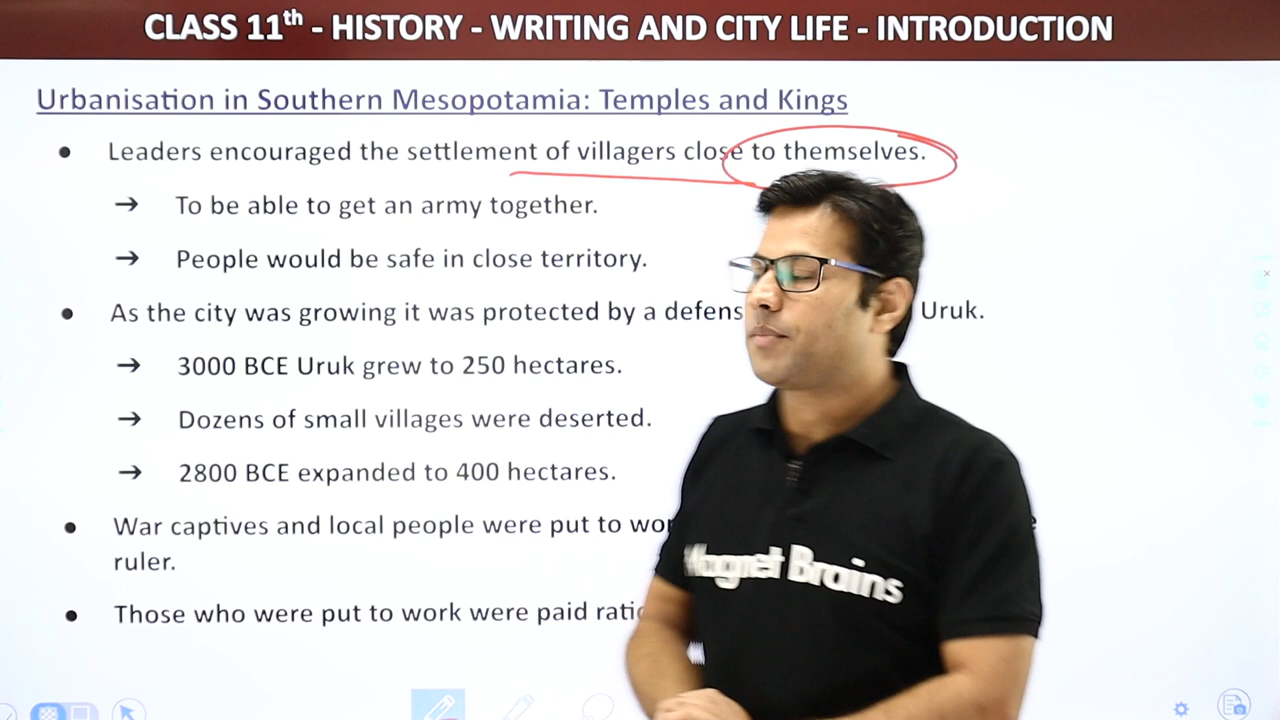 CLASS 11th - HISTORY - WRITING AND CITY LIFE - INTRODUCTION
Urbanisation in Southern Mesopotamia: Temples and Kings
● Leaders encouraged the settlement of villagers close to themselves.
→ To be able to get an army together.
→ People would be safe in close territory.
● As the city was growing it was protected by a Uruk.
→ 3000 BCE Uruk grew to 250 hectares.
→ Dozens of small villages were deserted.
→ 2800 BCE expanded to 400 hectares.
● War captives and local people were put to
ruler.
● Those who were put to work were paid
Magnet Brains